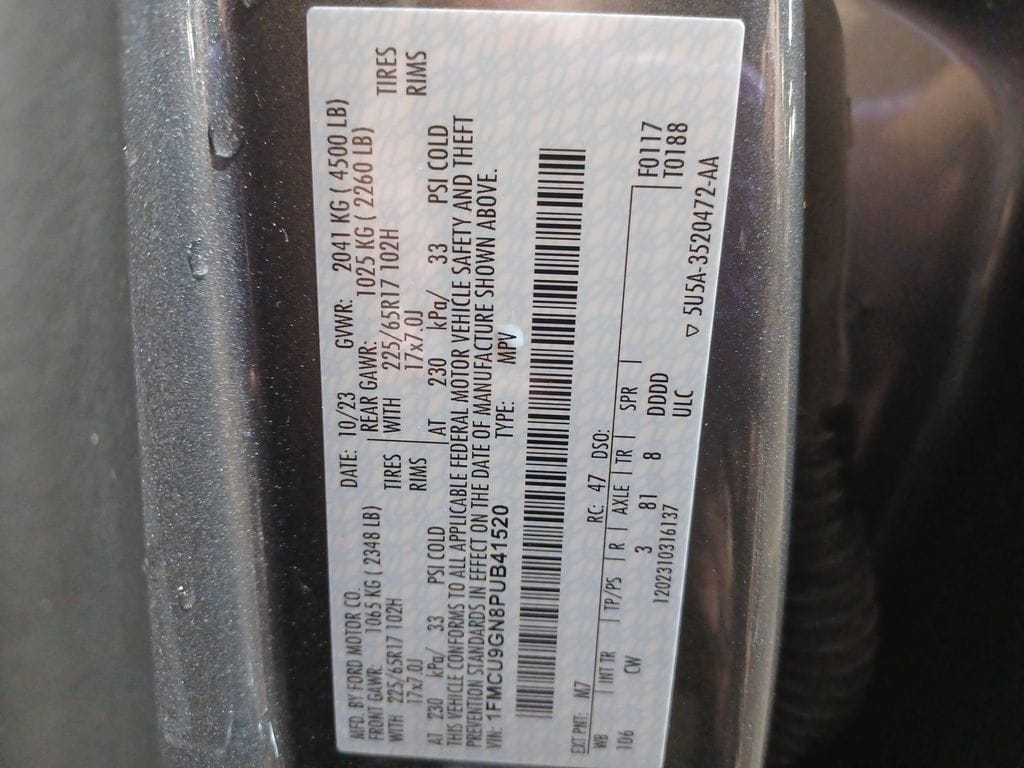 MFD. BY FORD MOTOR CO.
DATE: 10/23 GVWR: 2041 KG ( 4500 LB)
FRONT GAWR: 1065 KG ( 2348 LB) REAR GAWR: 1025 KG ( 2260 LB)
WITH 225/65R17 102H TIRES WITH 225/65R17 102H TIRES
17x7.0J RIMS 17x7.0J RIMS
AT 230 kPa/ 33 PSI COLD AT 230 kPa/ 33 PSI COLD
THIS VEHICLE CONFORMS TO ALL APPLICABLE FEDERAL MOTOR VEHICLE SAFETY AND THEFT
PREVENTION STANDARDS IN EFFECT ON THE DATE OF MANUFACTURE SHOWN ABOVE.
VIN: 1FMCU9GN8PUB41520 TYPE: MPV
EXT PNT: M7 RC: 47 DSO:
WB INT TR TP/PS R AXLE TR SPR F0117
106 CW 3 81 8 DDDD T0188
1202310316137 ULC
▽ 5U5A-3520472-AA